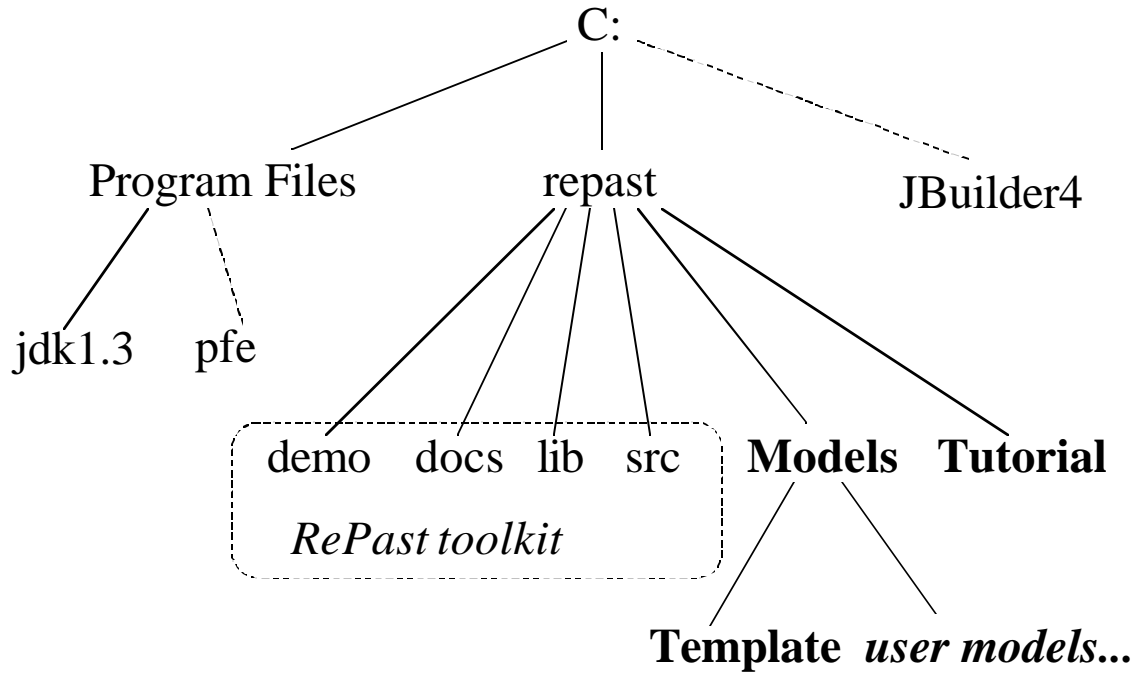 C:
Program Files repast JBuilder4
jdk1.3 pfe
demo docs lib src Models Tutorial
RePast toolkit
Template user models...